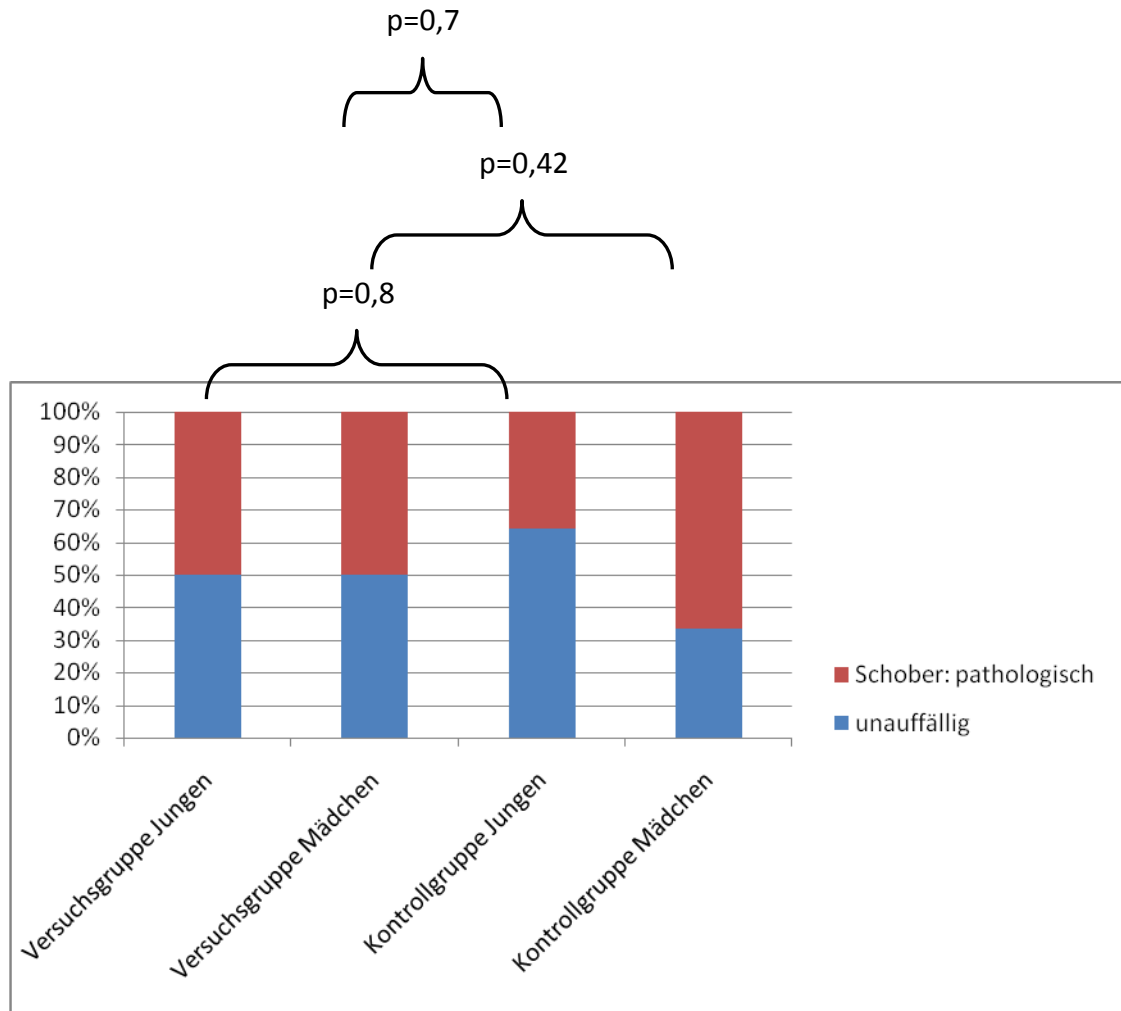 p=0,7
p=0,42
p=0,8
100%
90%
80%
70%
60%
50%
40%
30%
20%
10%
0%
Schober: pathologisch
unauffällig
Versuchsgruppe Jungen
Versuchsgruppe Mädchen
Kontrollgruppe Jungen
Kontrollgruppe Mädchen